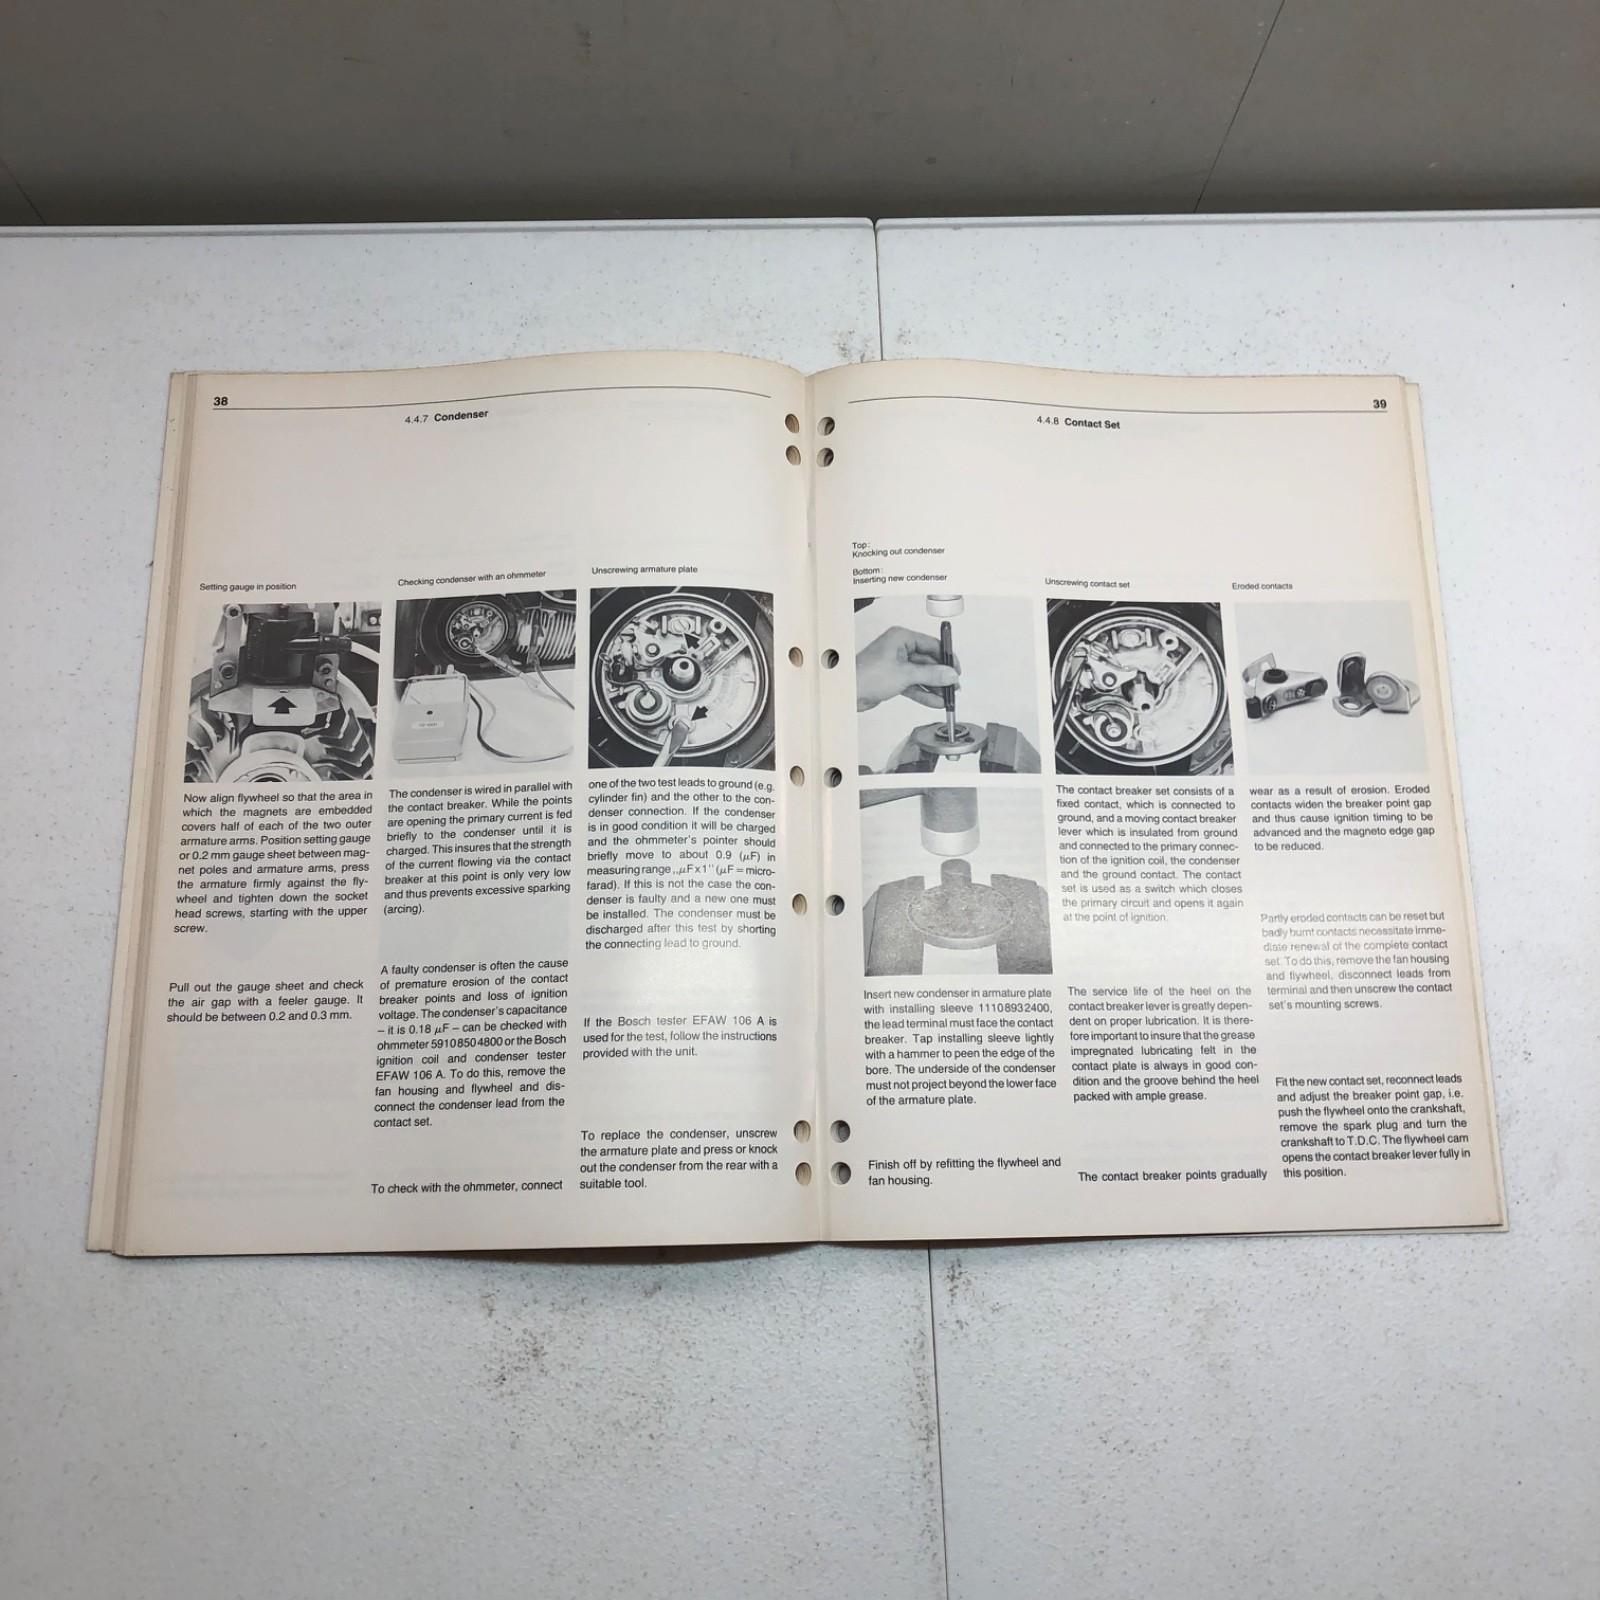 38
4.4.7 Condenser
Setting gauge in position
Now align flywheel so that the area in
which the magnets are embedded
covers half of each of the two outer
armature arms. Position setting gauge
or 0.2 mm gauge sheet between mag-
net poles and armature arms, press
the armature firmly against the fly-
wheel and tighten down the socket
head screws, starting with the upper
screw.
Pull out the gauge sheet and check
the air gap with a feeler gauge. It
should be between 0.2 and 0.3 mm.
Checking condenser with an ohmmeter
The condenser is wired in parallel with
the contact breaker. While the points
are opening the primary current is fed
briefly to the condenser until it is
charged. This insures that the strength
of the current flowing via the contact
breaker at this point is only very low
and thus prevents excessive sparking
(arcing).
A faulty condenser is often the cause
of premature erosion of the contact
breaker points and loss of ignition
voltage. The condenser's capacitance
– it is 0.18 µF – can be checked with
ohmmeter 5910 850 4800 or the Bosch
ignition coil and condenser tester
EFAW 106 A. To do this, remove the
fan housing and flywheel and dis-
connect the condenser lead from the
contact set.
To check with the ohmmeter, connect
Unscrewing armature plate
one of the two test leads to ground (e.g.
cylinder fin) and the other to the con-
denser connection. If the condenser
is in good condition it will be charged
and the ohmmeter's pointer should
briefly move to about 0.9 (µF) in
measuring range „µF x 1" (µF = micro-
farad). If this is not the case the con-
denser is faulty and a new one must
be installed. The condenser must be
discharged after this test by shorting
the connecting lead to ground.
If the Bosch tester EFAW 106 A is
used for the test, follow the instructions
provided with the unit.
To replace the condenser, unscrew
the armature plate and press or knock
out the condenser from the rear with a
suitable tool.
39
4.4.8 Contact Set
Top:
Knocking out condenser
Bottom:
Inserting new condenser
Insert new condenser in armature plate
with installing sleeve 1110 893 2400,
the lead terminal must face the contact
breaker. Tap installing sleeve lightly
with a hammer to peen the edge of the
bore. The underside of the condenser
must not project beyond the lower face
of the armature plate.
Finish off by refitting the flywheel and
fan housing.
Unscrewing contact set
The contact breaker set consists of a
fixed contact, which is connected to
ground, and a moving contact breaker
lever which is insulated from ground
and connected to the primary connec-
tion of the ignition coil, the condenser
and the ground contact. The contact
set is used as a switch which closes
the primary circuit and opens it again
at the point of ignition.
The service life of the heel on the
contact breaker lever is greatly depen-
dent on proper lubrication. It is there-
fore important to insure that the grease
impregnated lubricating felt in the
contact plate is always in good con-
dition and the groove behind the heel
packed with ample grease.
The contact breaker points gradually
Eroded contacts
wear as a result of erosion. Eroded
contacts widen the breaker point gap
and thus cause ignition timing to be
advanced and the magneto edge gap
to be reduced.
Partly eroded contacts can be reset but
badly burnt contacts necessitate imme-
diate renewal of the complete contact
set. To do this, remove the fan housing
and flywheel, disconnect leads from
terminal and then unscrew the contact
set's mounting screws.
Fit the new contact set, reconnect leads
and adjust the breaker point gap, i.e.
push the flywheel onto the crankshaft,
remove the spark plug and turn the
crankshaft to T.D.C. The flywheel cam
opens the contact breaker lever fully in
this position.